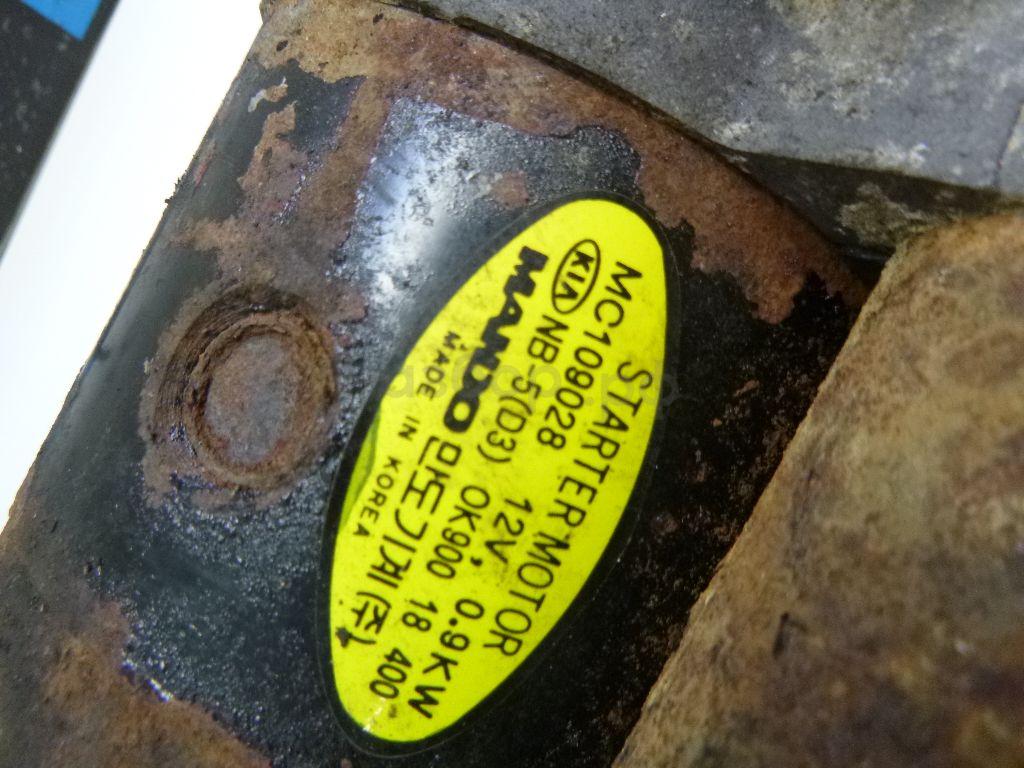 STARTER MOTOR
MC109028 12V, 0.9KW
KIA NB-5(D3) OK900 18 400
MANDO 만도기계(주)
MADE IN KOREA